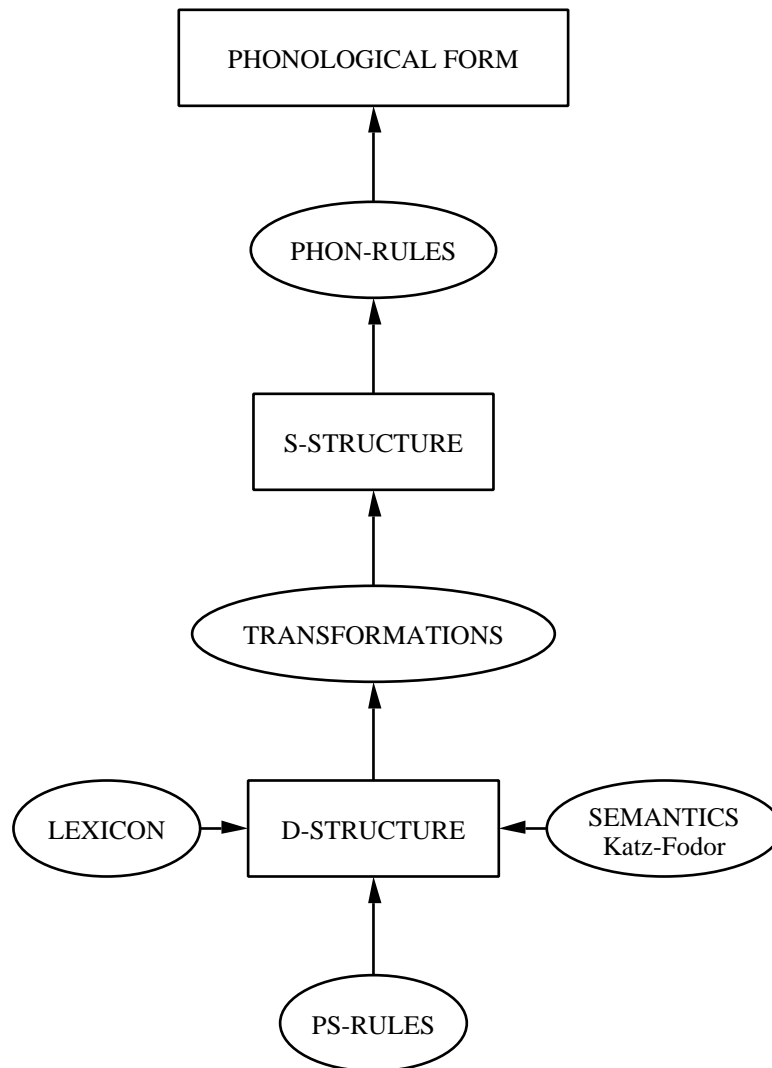 PHONOLOGICAL FORM
PHON-RULES
S-STRUCTURE
TRANSFORMATIONS
LEXICON
D-STRUCTURE
SEMANTICS
Katz-Fodor
PS-RULES